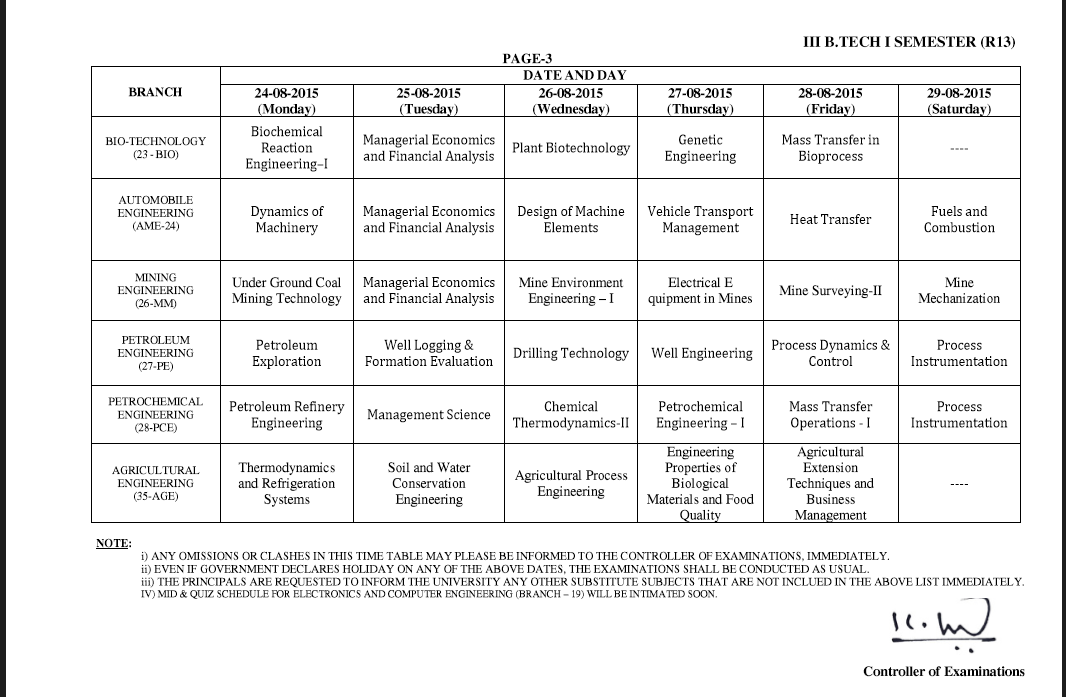 III B.TECH I SEMESTER (R13)
PAGE-3
BRANCH
DATE AND DAY
24-08-2015
(Monday)
25-08-2015
(Tuesday)
26-08-2015
(Wednesday)
27-08-2015
(Thursday)
28-08-2015
(Friday)
29-08-2015
(Saturday)
BIO-TECHNOLOGY
(23 - BIO)
Biochemical
Reaction
Engineering–I
Managerial Economics
and Financial Analysis
Plant Biotechnology
Genetic
Engineering
Mass Transfer in
Bioprocess
----
AUTOMOBILE
ENGINEERING
(AME-24)
Dynamics of
Machinery
Managerial Economics
and Financial Analysis
Design of Machine
Elements
Vehicle Transport
Management
Heat Transfer
Fuels and
Combustion
MINING
ENGINEERING
(26-MM)
Under Ground Coal
Mining Technology
Managerial Economics
and Financial Analysis
Mine Environment
Engineering – I
Electrical E
quipment in Mines
Mine Surveying-II
Mine
Mechanization
PETROLEUM
ENGINEERING
(27-PE)
Petroleum
Exploration
Well Logging &
Formation Evaluation
Drilling Technology
Well Engineering
Process Dynamics &
Control
Process
Instrumentation
PETROCHEMICAL
ENGINEERING
(28-PCE)
Petroleum Refinery
Engineering
Management Science
Chemical
Thermodynamics-II
Petrochemical
Engineering – I
Mass Transfer
Operations - I
Process
Instrumentation
AGRICULTURAL
ENGINEERING
(35-AGE)
Thermodynamics
and Refrigeration
Systems
Soil and Water
Conservation
Engineering
Agricultural Process
Engineering
Engineering
Properties of
Biological
Materials and Food
Quality
Agricultural
Extension
Techniques and
Business
Management
----
NOTE:
i) ANY OMISSIONS OR CLASHES IN THIS TIME TABLE MAY PLEASE BE INFORMED TO THE CONTROLLER OF EXAMINATIONS, IMMEDIATELY.
ii) EVEN IF GOVERNMENT DECLARES HOLIDAY ON ANY OF THE ABOVE DATES, THE EXAMINATIONS SHALL BE CONDUCTED AS USUAL.
iii) THE PRINCIPALS ARE REQUESTED TO INFORM THE UNIVERSITY ANY OTHER SUBSTITUTE SUBJECTS THAT ARE NOT INCLUDED IN THE ABOVE LIST IMMEDIATELY.
IV) MID & QUIZ SCHEDULE FOR ELECTRONICS AND COMPUTER ENGINEERING (BRANCH – 19) WILL BE INTIMATED SOON.
Controller of Examinations